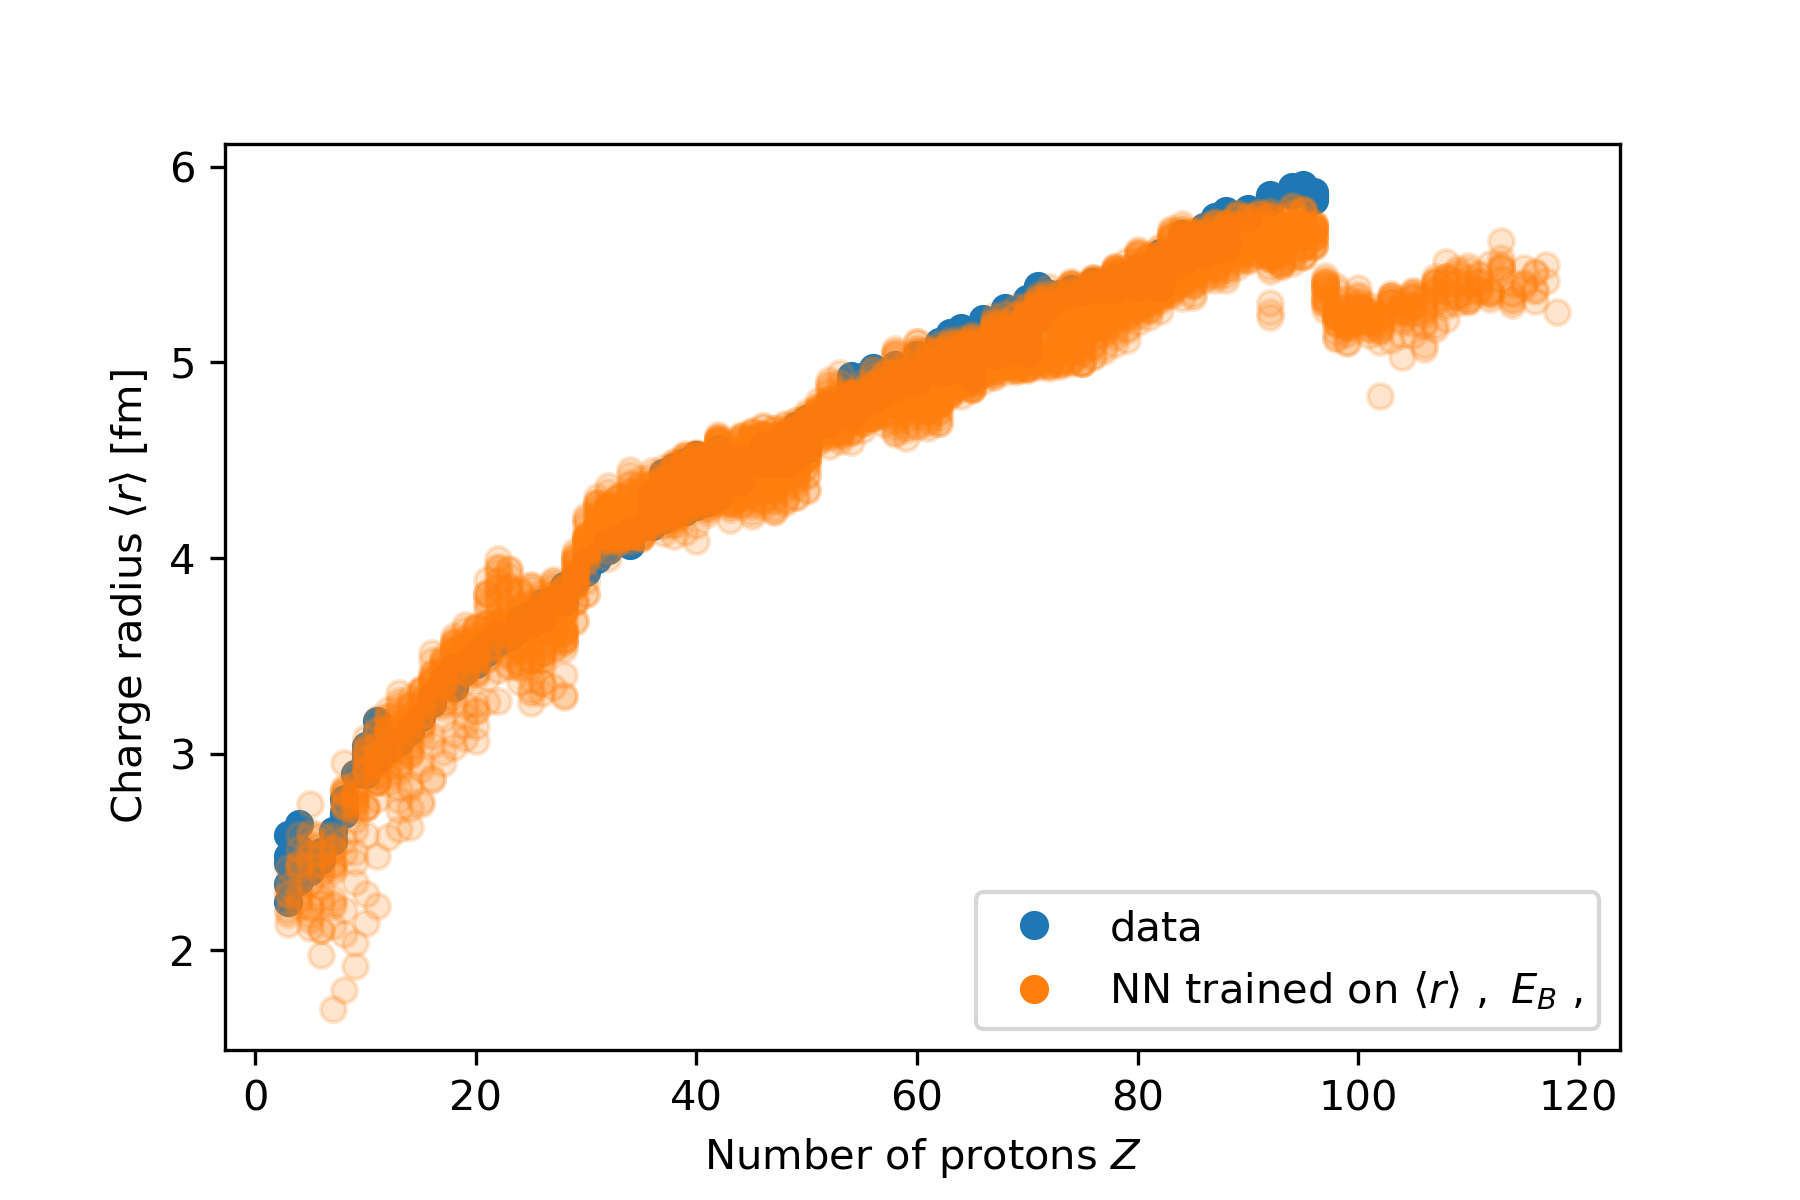 Charge radius ⟨r⟩ [fm]
6
5
4
3
2
data
NN trained on ⟨r⟩ , E_B ,
0 20 40 60 80 100 120
Number of protons Z